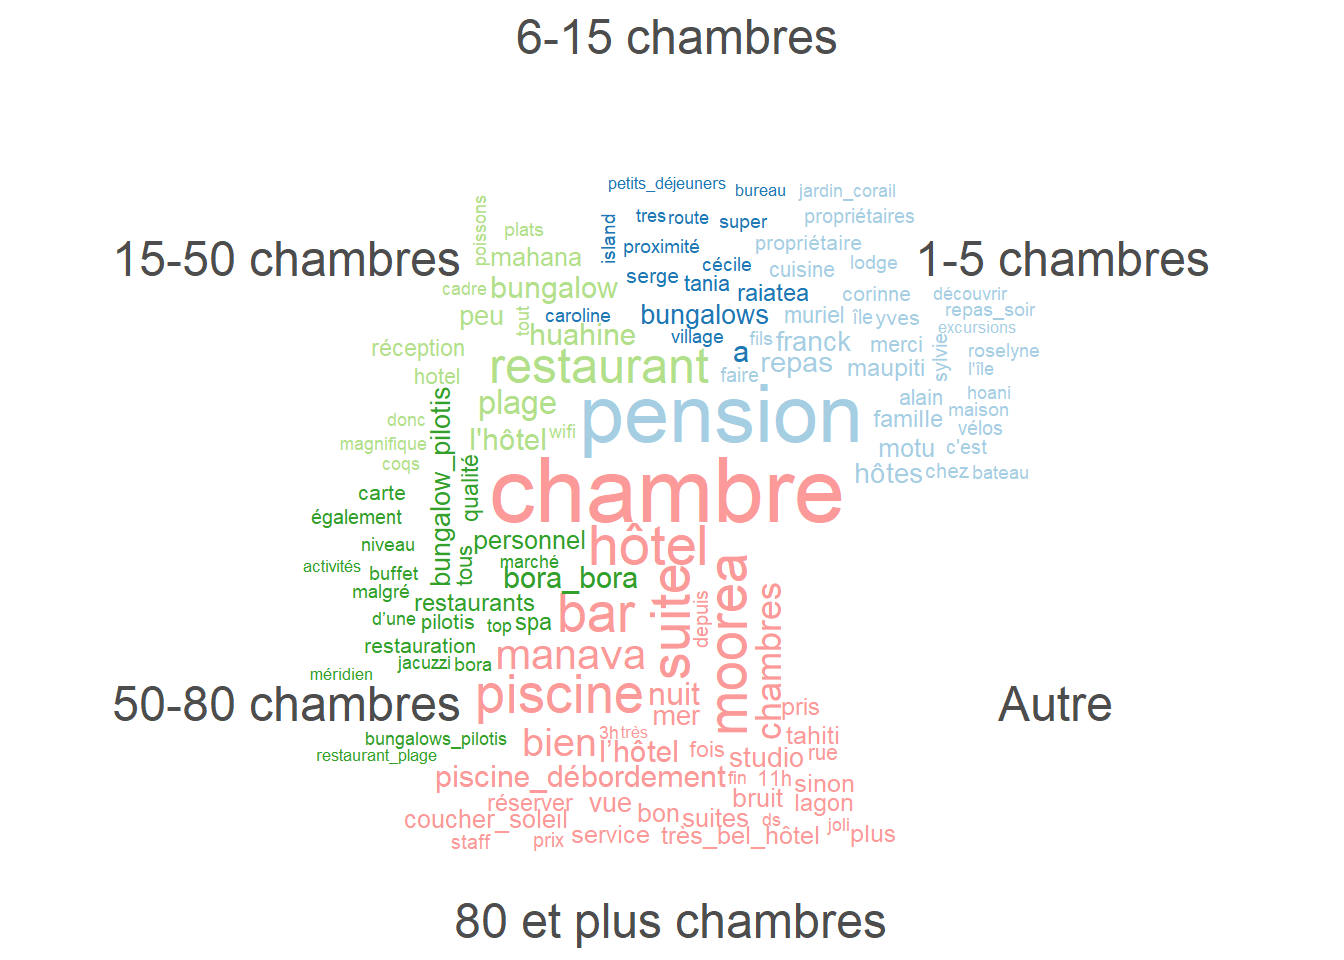 6-15 chambres
petits_déjeuners bureau jardin_corail
poissons plats island tres route super propriétaires
15-50 chambres mahana proximité propriétaire 1-5 chambres
cécile cuisine lodge
cadre bungalow serge tania raiatea corinne découvrir
peu tout caroline bungalows muriel île yves repas_soir
huahine village fils franck merci sylvie excursions
réception restaurant a repas maupiti roselyne
hotel faire l'île
plage pension alain hoani
donc famille maison
magnifique l'hôtel wifi motu c'est vélos
coqs bungalow_pilotis qualité hôtes chez bateau
carte chambre
également
niveau personnel hôtel
activités buffet tous marché
malgré bora_bora suite moorea
restaurants depuis chambres
d’une pilotis top spa bar
restauration manava
jacuzzi bora
méridien
50-80 chambres piscine nuit pris Autre
mer
bungalows_pilotis bien 3h très tahiti
restaurant_plage l’hôtel fois studio rue
piscine_débordement fin 11h sinon
réserver vue bruit lagon
coucher_soleil bon suites ds joli
staff prix service très_bel_hôtel plus
80 et plus chambres